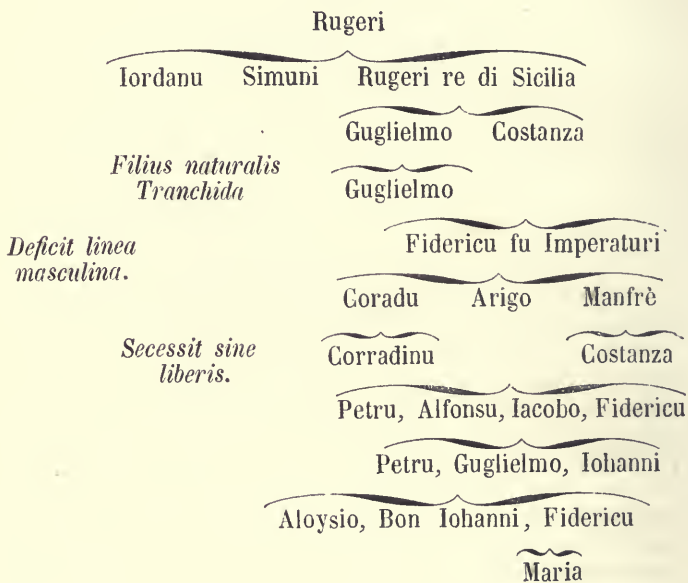 Rugeri
Iordanu Simuni Rugeri re di Sicilia
Guglielmo Costanza
Filius naturalis
Tranchida
Guglielmo
Deficit linea
masculina.
Fidericu fu Imperaturi
Coradu Arigo Manfrè
Secessit sine
liberis.
Corradinu Costanza
Petru, Alfonsu, Iacobo, Fidericu
Petru, Guglielmo, Iohanni
Aloysio, Bon Iohanni, Fidericu
Maria